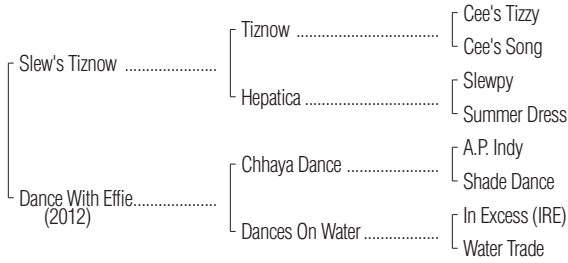 Cee's Tizzy
Tiznow ................................
Cee's Song
Slew's Tiznow .....................
Slewpy
Hepatica ..............................
Summer Dress
A.P. Indy
Chhaya Dance .....................
Shade Dance
Dance With Effie...................
(2012)
In Excess (IRE)
Dances On Water .................
Water Trade